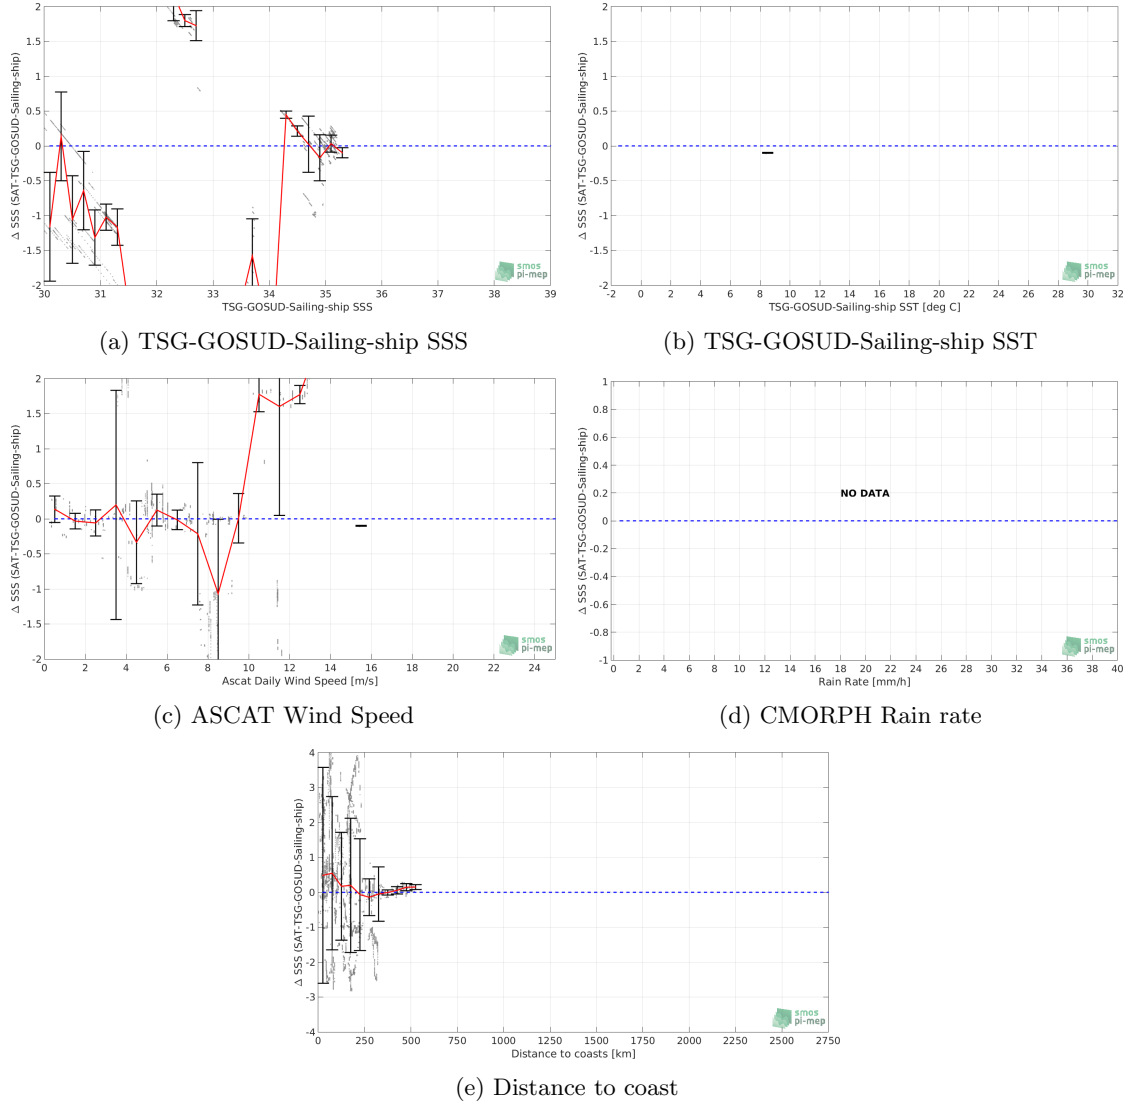 Δ SSS (SAT-TSG-GOSUD-Sailing-ship)
2
1.5
1
0.5
0
-0.5
-1
-1.5
-2
30 31 32 33 34 35 36 37 38 39
TSG-GOSUD-Sailing-ship SSS
smos
pi-mep
(a) TSG-GOSUD-Sailing-ship SSS
Δ SSS (SAT-TSG-GOSUD-Sailing-ship)
2
1.5
1
0.5
0
-0.5
-1
-1.5
-2
-2 0 2 4 6 8 10 12 14 16 18 20 22 24 26 28 30 32
TSG-GOSUD-Sailing-ship SST [deg C]
smos
pi-mep
(b) TSG-GOSUD-Sailing-ship SST
Δ SSS (SAT-TSG-GOSUD-Sailing-ship)
2
1.5
1
0.5
0
-0.5
-1
-1.5
-2
0 2 4 6 8 10 12 14 16 18 20 22 24
Ascat Daily Wind Speed [m/s]
smos
pi-mep
(c) ASCAT Wind Speed
Δ SSS (SAT-TSG-GOSUD-Sailing-ship)
1
0.8
0.6
0.4
0.2
0
-0.2
-0.4
-0.6
-0.8
-1
NO DATA
0 2 4 6 8 10 12 14 16 18 20 22 24 26 28 30 32 34 36 38 40
Rain Rate [mm/h]
smos
pi-mep
(d) CMORPH Rain rate
Δ SSS (SAT-TSG-GOSUD-Sailing-ship)
4
3
2
1
0
-1
-2
-3
-4
0 250 500 750 1000 1250 1500 1750 2000 2250 2500 2750
Distance to coasts [km]
smos
pi-mep
(e) Distance to coast